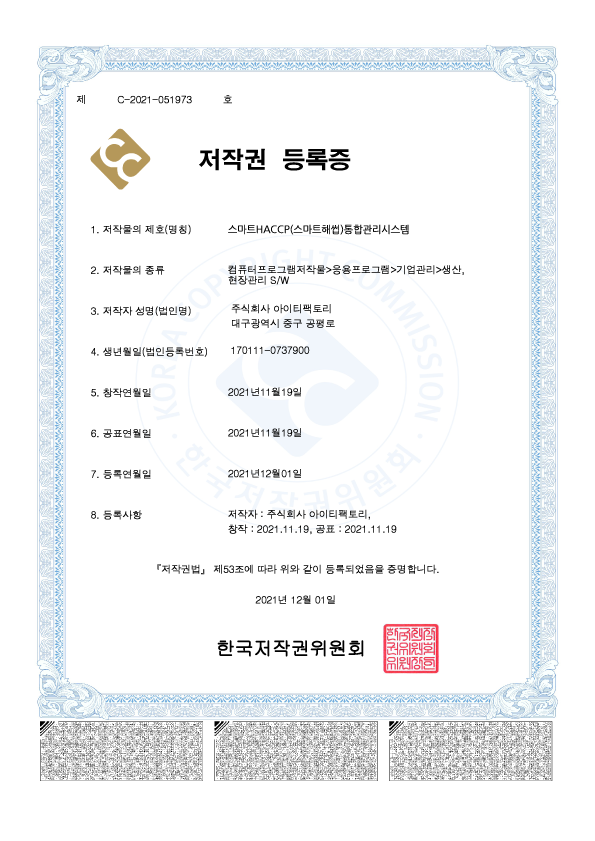 제 C-2021-051973 호
저작권 등록증
1. 저작물의 제호(명칭) 스마트HACCP(스마트해썹)통합관리시스템
2. 저작물의 종류 컴퓨터프로그램저작물>응용프로그램>기업관리>생산,
현장관리 S/W
3. 저작자 성명(법인명) 주식회사 아이티팩토리
대구광역시 중구 공평로
4. 생년월일(법인등록번호) 170111-0737900
5. 창작연월일 2021년11월19일
6. 공표연월일 2021년11월19일
7. 등록연월일 2021년12월01일
8. 등록사항 저작자 : 주식회사 아이티팩토리,
창작 : 2021.11.19, 공표 : 2021.11.19
『저작권법』 제53조에 따라 위와 같이 등록되었음을 증명합니다.
2021년 12월 01일
한국저작권위원회
KOREA COPYRIGHT COMMISSION
한국저작권위원회